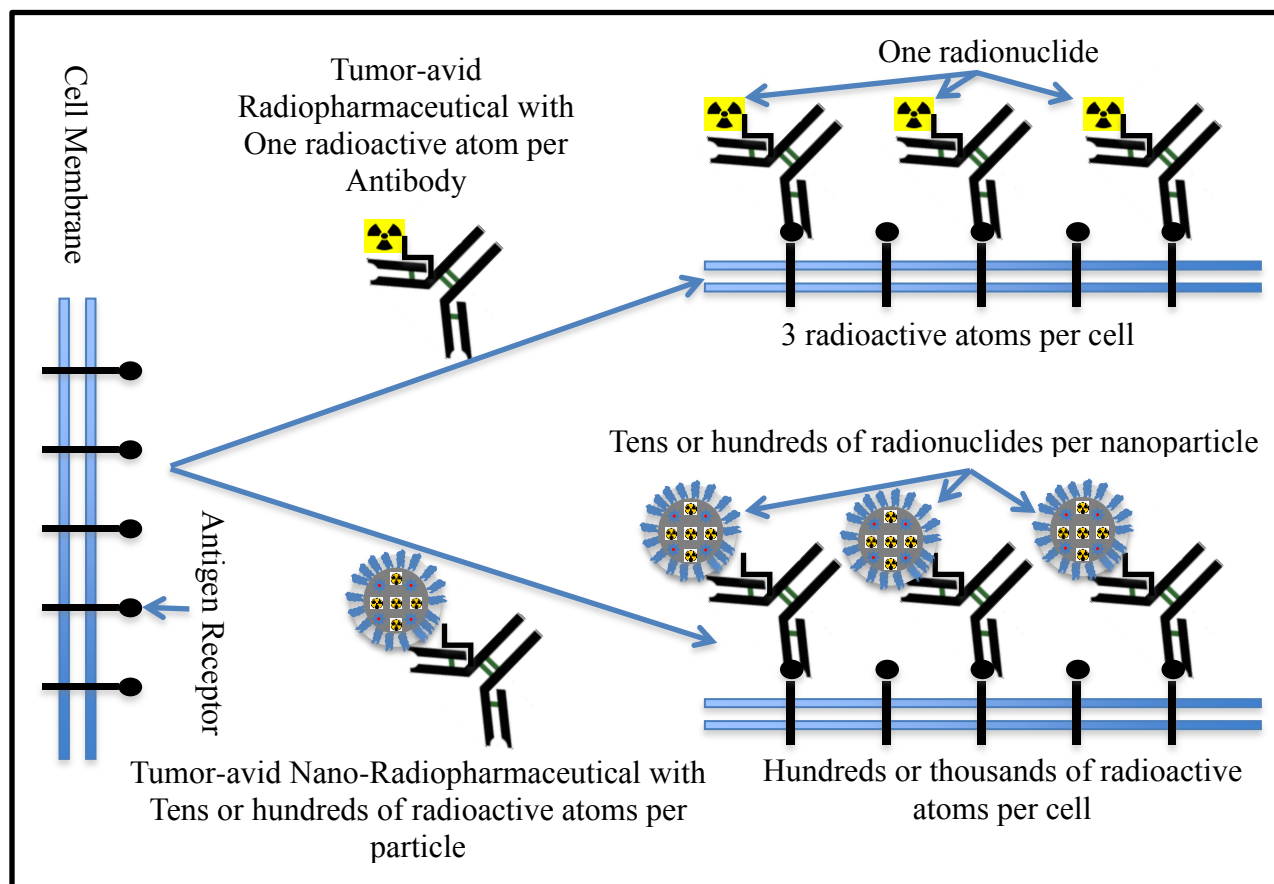 Cell Membrane
Antigen Receptor
Tumor-avid
Radiopharmaceutical with
One radioactive atom per
Antibody
One radionuclide
3 radioactive atoms per cell
Tens or hundreds of radionuclides per nanoparticle
Tumor-avid Nano-Radiopharmaceutical with
Tens or hundreds of radioactive atoms per
particle
Hundreds or thousands of radioactive
atoms per cell